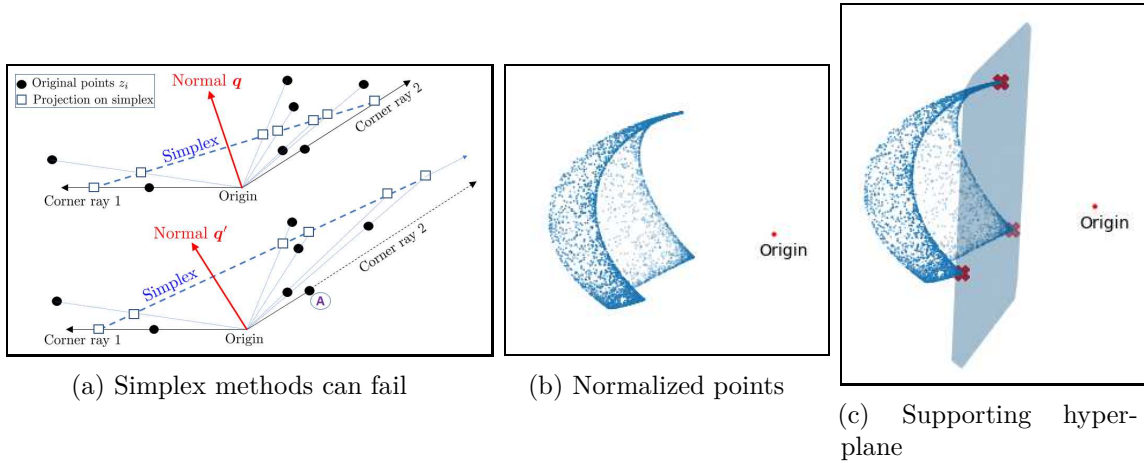 Original points z_i
Projection on simplex
Normal q
Corner ray 2
Simplex
Corner ray 1
Origin
Normal q′
Corner ray 2
Simplex
A
Corner ray 1
Origin
(a) Simplex methods can fail
Origin
(b) Normalized points
Origin
(c) Supporting hyper-
plane